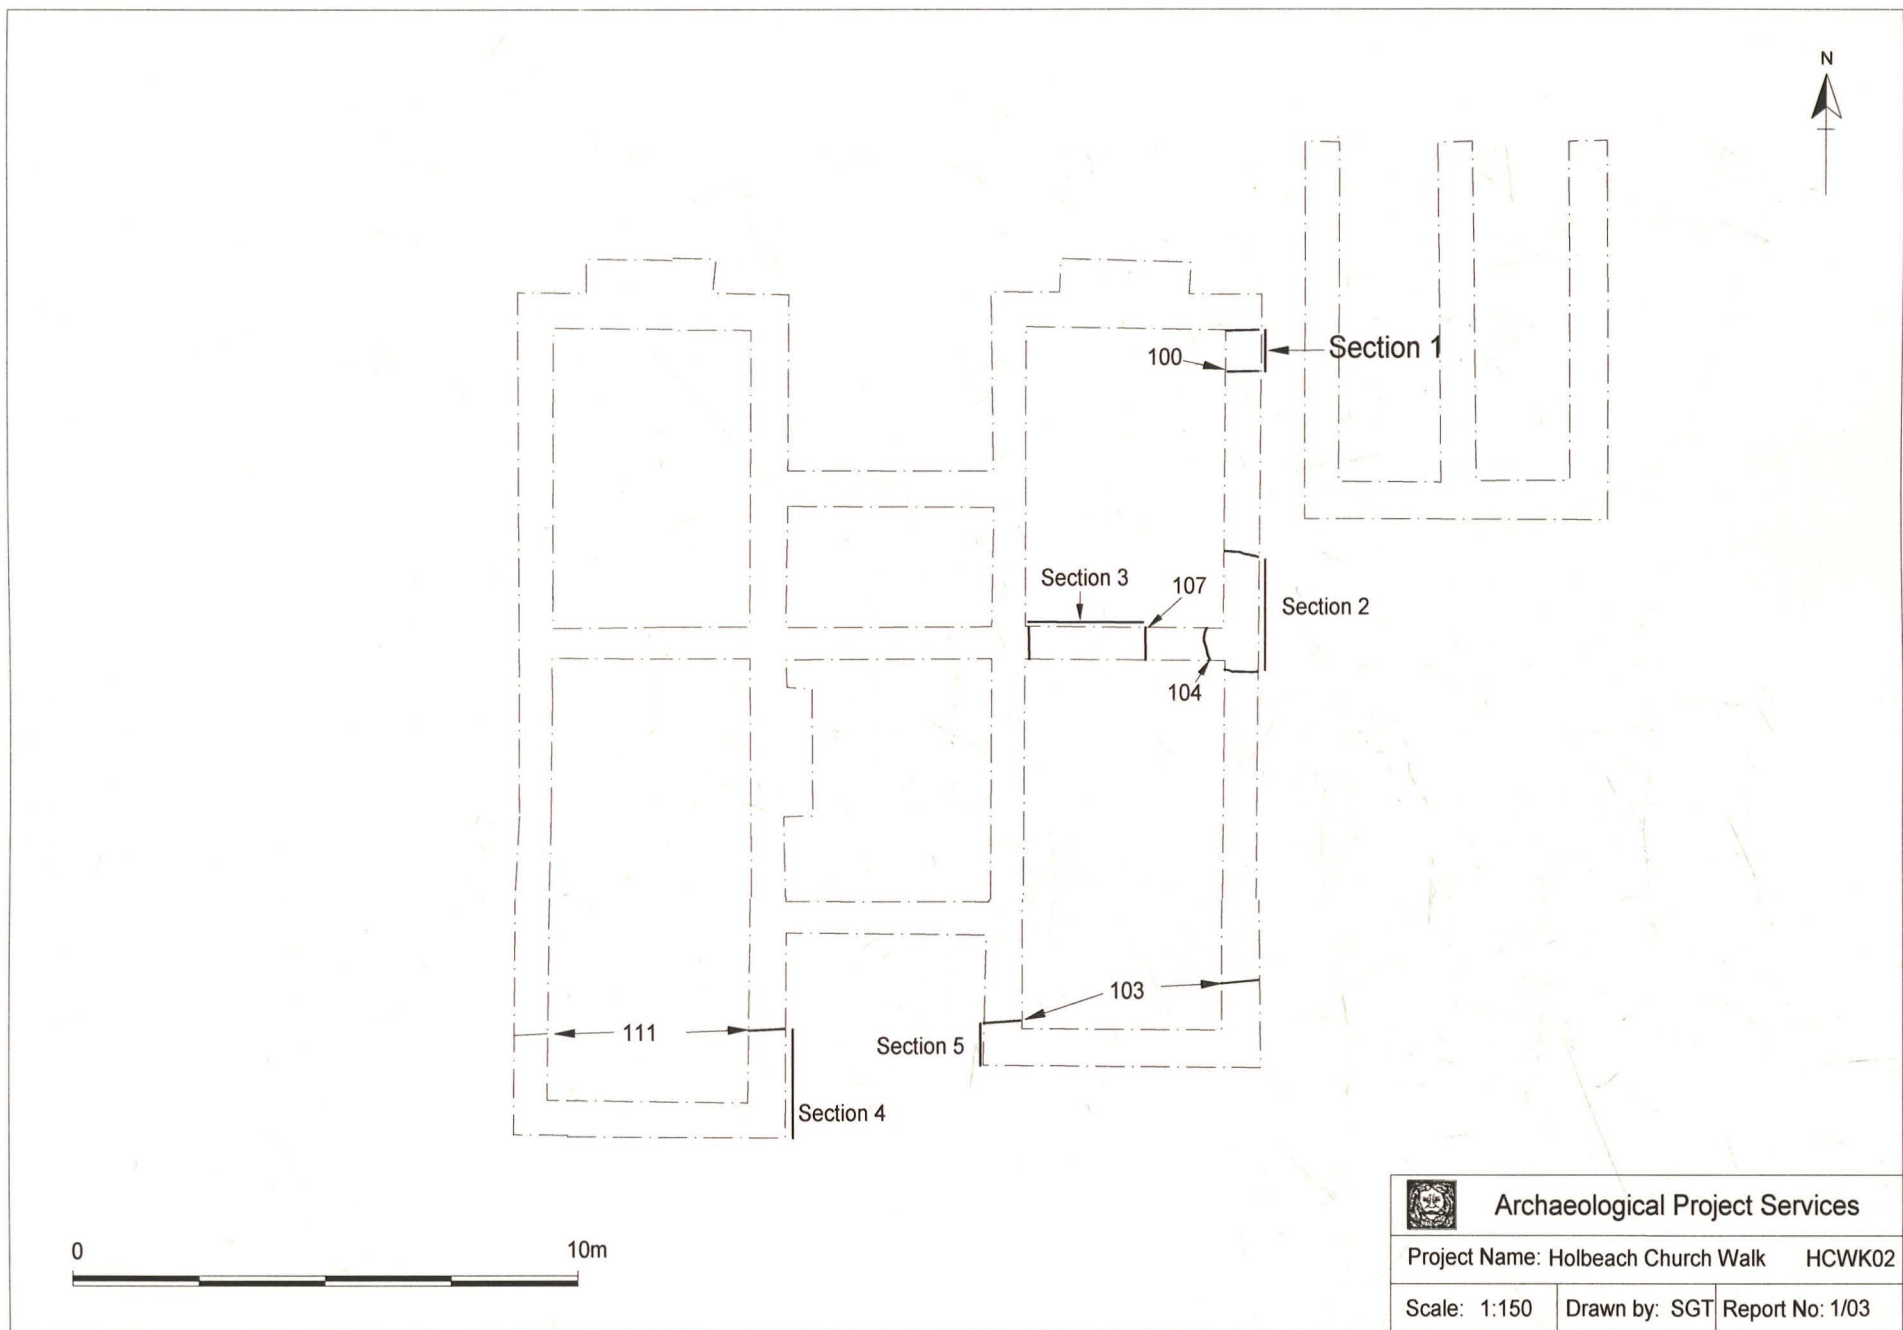 N
Section 1
100
Section 3
107
Section 2
104
103
111
Section 5
Section 4
0 10m
Archaeological Project Services
Project Name: Holbeach Church Walk HCWK02
Scale: 1:150 Drawn by: SGT Report No: 1/03